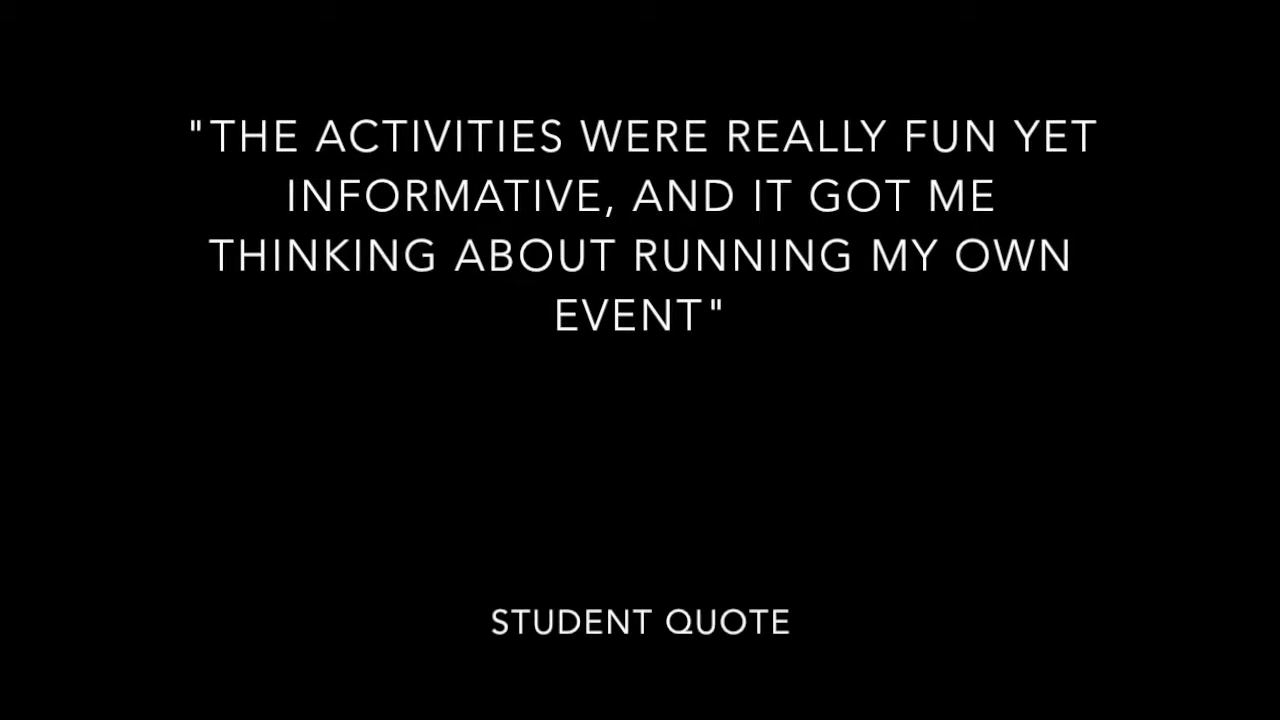 "THE ACTIVITIES WERE REALLY FUN YET
INFORMATIVE, AND IT GOT ME
THINKING ABOUT RUNNING MY OWN
EVENT"
STUDENT QUOTE